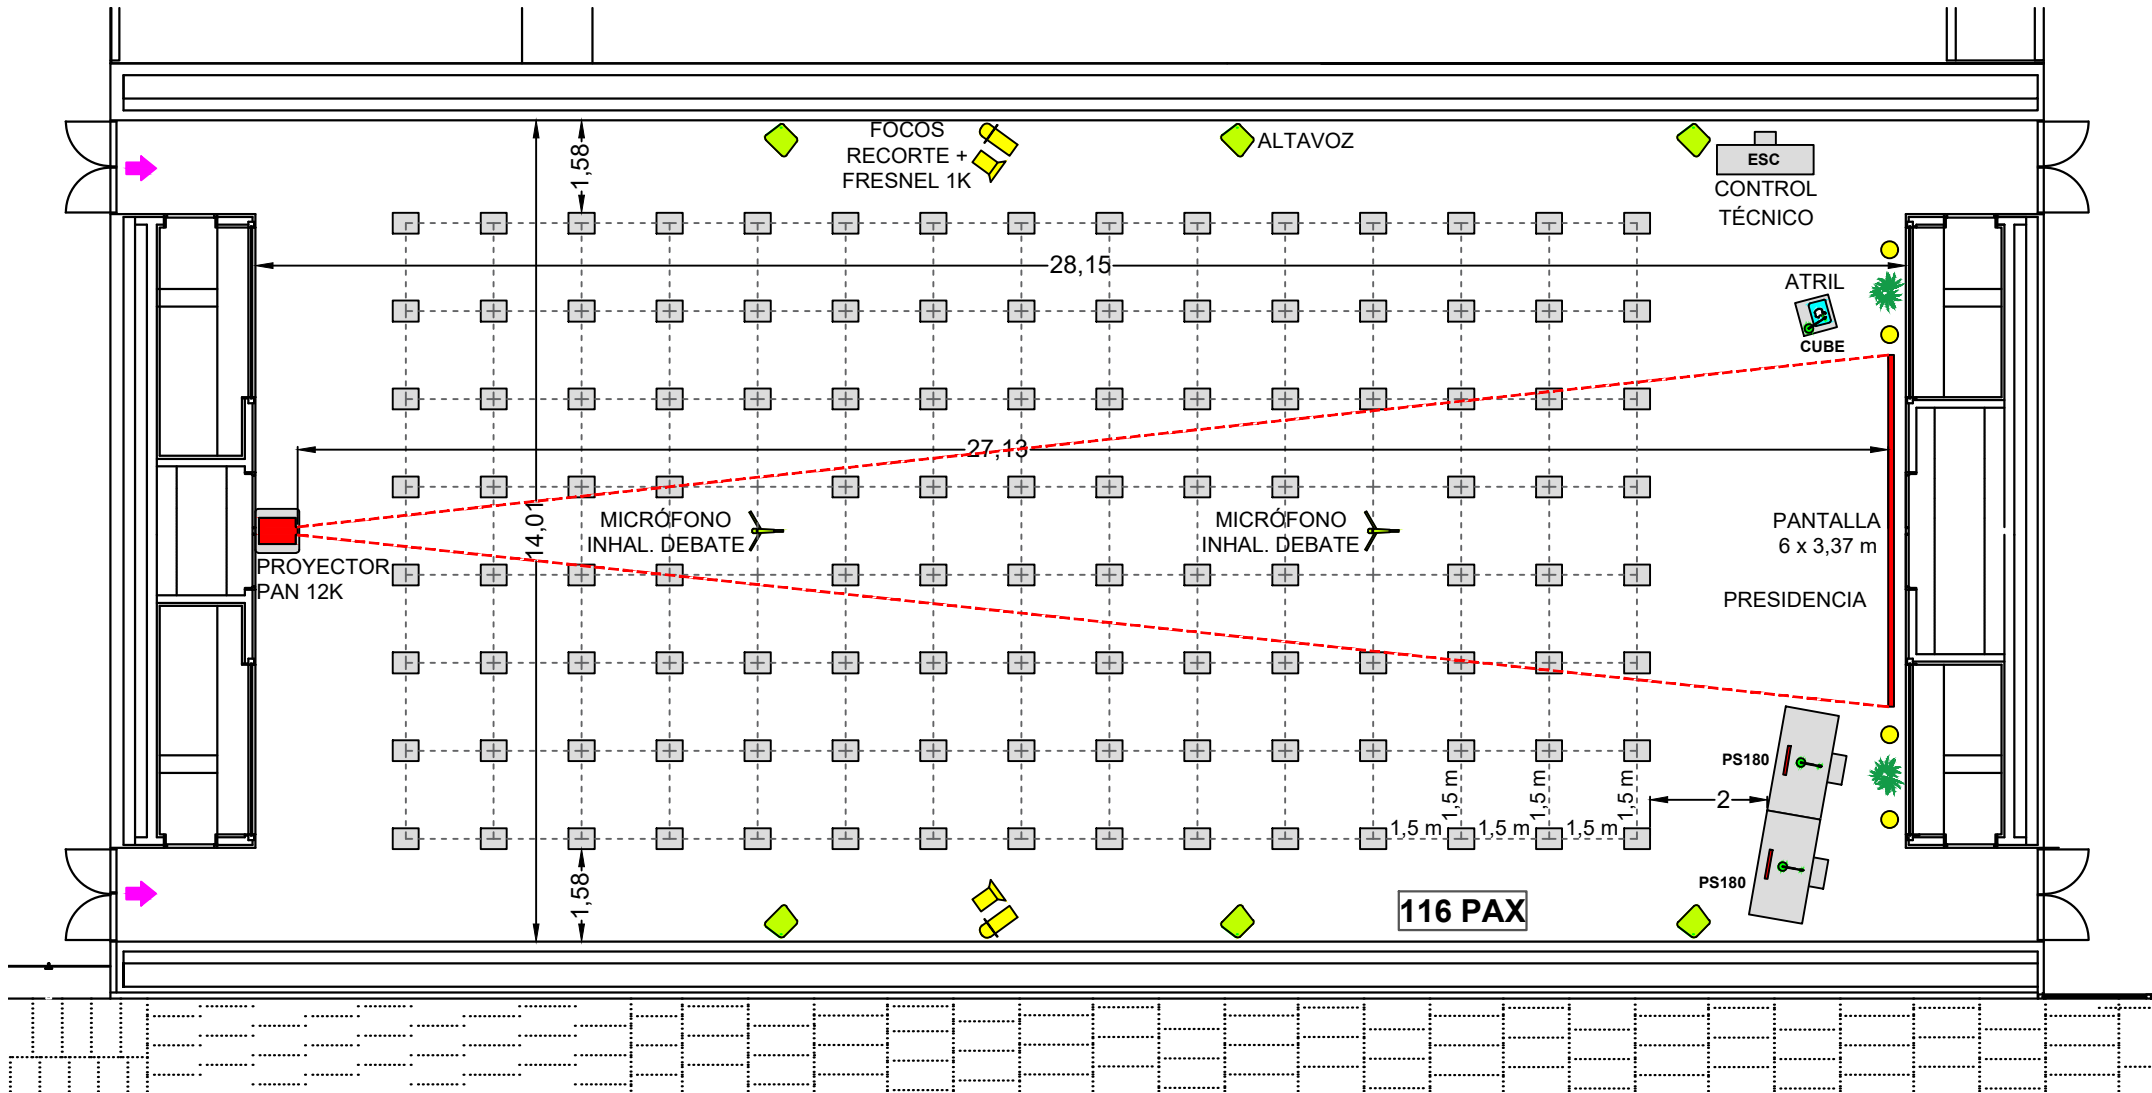 FOCOS
RECORTE +
FRESNEL 1K
ALTAVOZ
ESC
CONTROL
TÉCNICO
1,58
28,15
ATRIL
CUBE
27,13
14,01
MICRÓFONO
INHAL. DEBATE
MICRÓFONO
INHAL. DEBATE
PANTALLA
6 x 3,37 m
PROYECTOR
PAN 12K
PRESIDENCIA
PS180
1,5 m
1,5 m
1,5 m
2
1,5 m
1,5 m
1,5 m
1,58
PS180
116 PAX